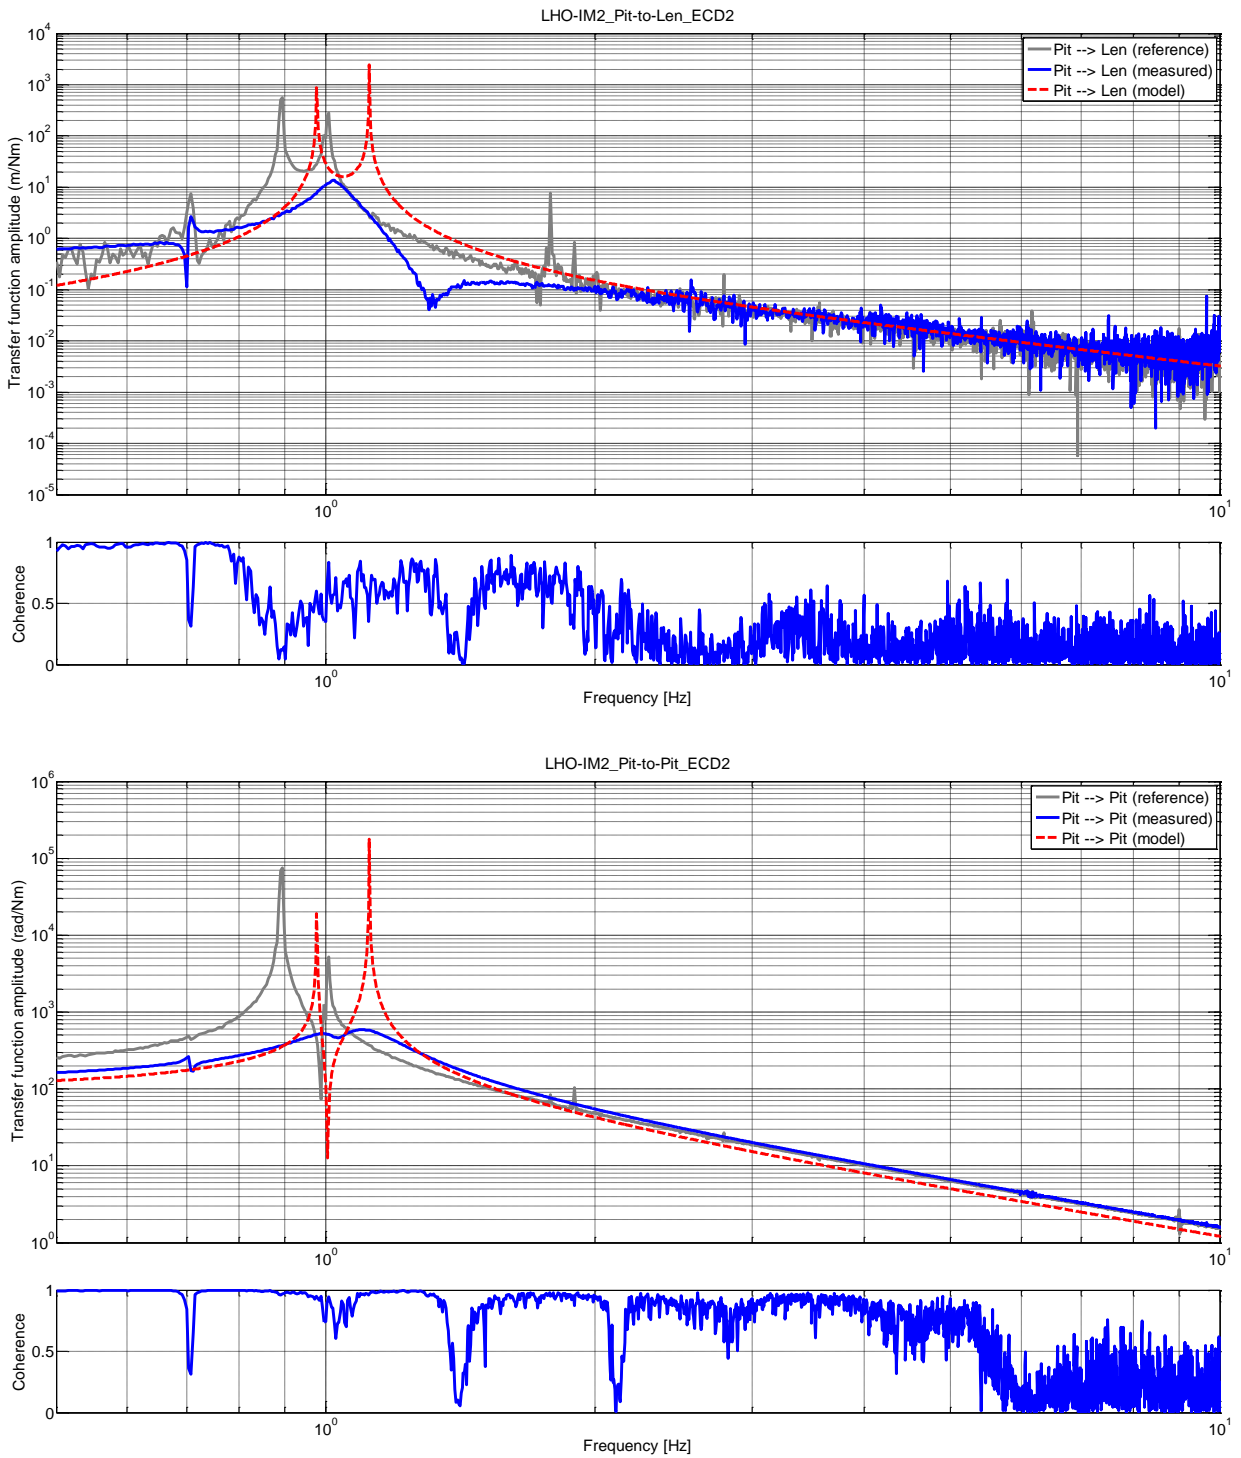 LHO-IM2_Pit-to-Len_ECD2
Transfer function amplitude (m/Nm)
10^4
10^3
10^2
10^1
10^0
10^-1
10^-2
10^-3
10^-4
10^-5
Pit --> Len (reference)
Pit --> Len (measured)
Pit --> Len (model)
10^0
10^1
Coherence
1
0.5
0
10^0
10^1
Frequency [Hz]
LHO-IM2_Pit-to-Pit_ECD2
Transfer function amplitude (rad/Nm)
10^6
10^5
10^4
10^3
10^2
10^1
10^0
Pit --> Pit (reference)
Pit --> Pit (measured)
Pit --> Pit (model)
10^0
10^1
Coherence
1
0.5
0
10^0
10^1
Frequency [Hz]